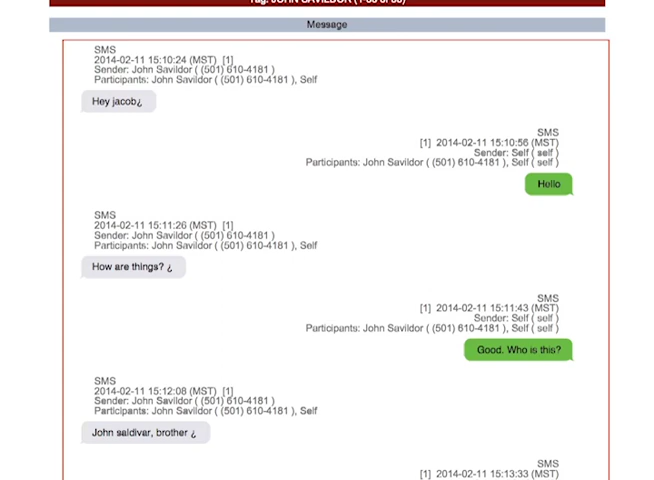 Tag: JOHN SAVILDOR
Message
SMS
2014-02-11 15:10:24 (MST) [1]
Sender: John Savildor ( (501) 610-4181 )
Participants: John Savildor ( (501) 610-4181 ), Self
Hey jacob¿
SMS
[1] 2014-02-11 15:10:56 (MST)
Sender: Self ( self )
Participants: John Savildor ( (501) 610-4181 ), Self ( self )
Hello
SMS
2014-02-11 15:11:26 (MST) [1]
Sender: John Savildor ( (501) 610-4181 )
Participants: John Savildor ( (501) 610-4181 ), Self
How are things? ¿
SMS
[1] 2014-02-11 15:11:43 (MST)
Sender: Self ( self )
Participants: John Savildor ( (501) 610-4181 ), Self ( self )
Good. Who is this?
SMS
2014-02-11 15:12:08 (MST) [1]
Sender: John Savildor ( (501) 610-4181 )
Participants: John Savildor ( (501) 610-4181 ), Self
John saldivar, brother ¿
SMS
[1] 2014-02-11 15:13:33 (MST)